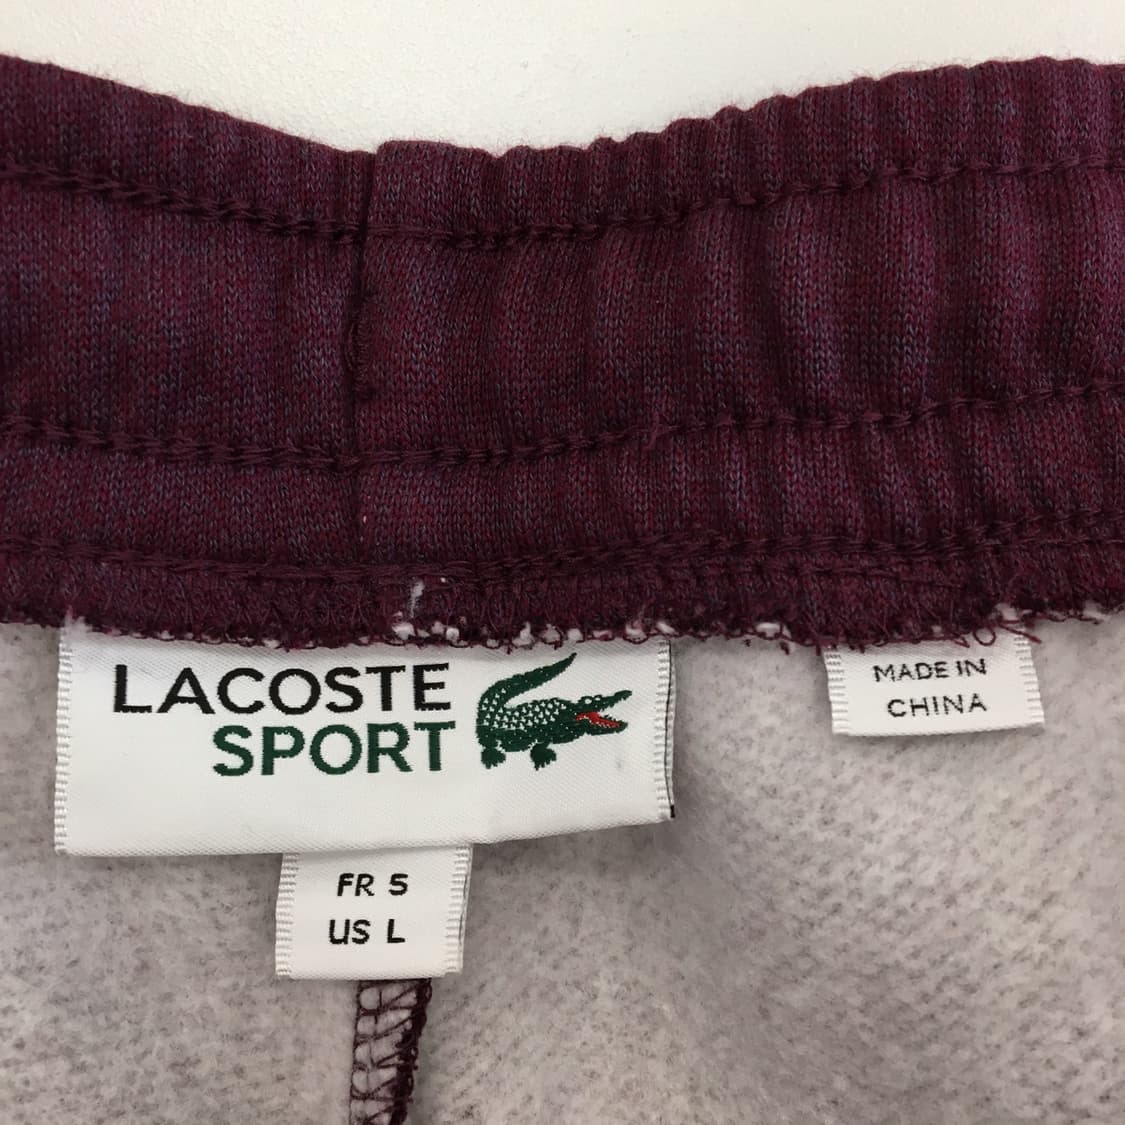 LACOSTE
SPORT
MADE IN
CHINA
FR 5
US L